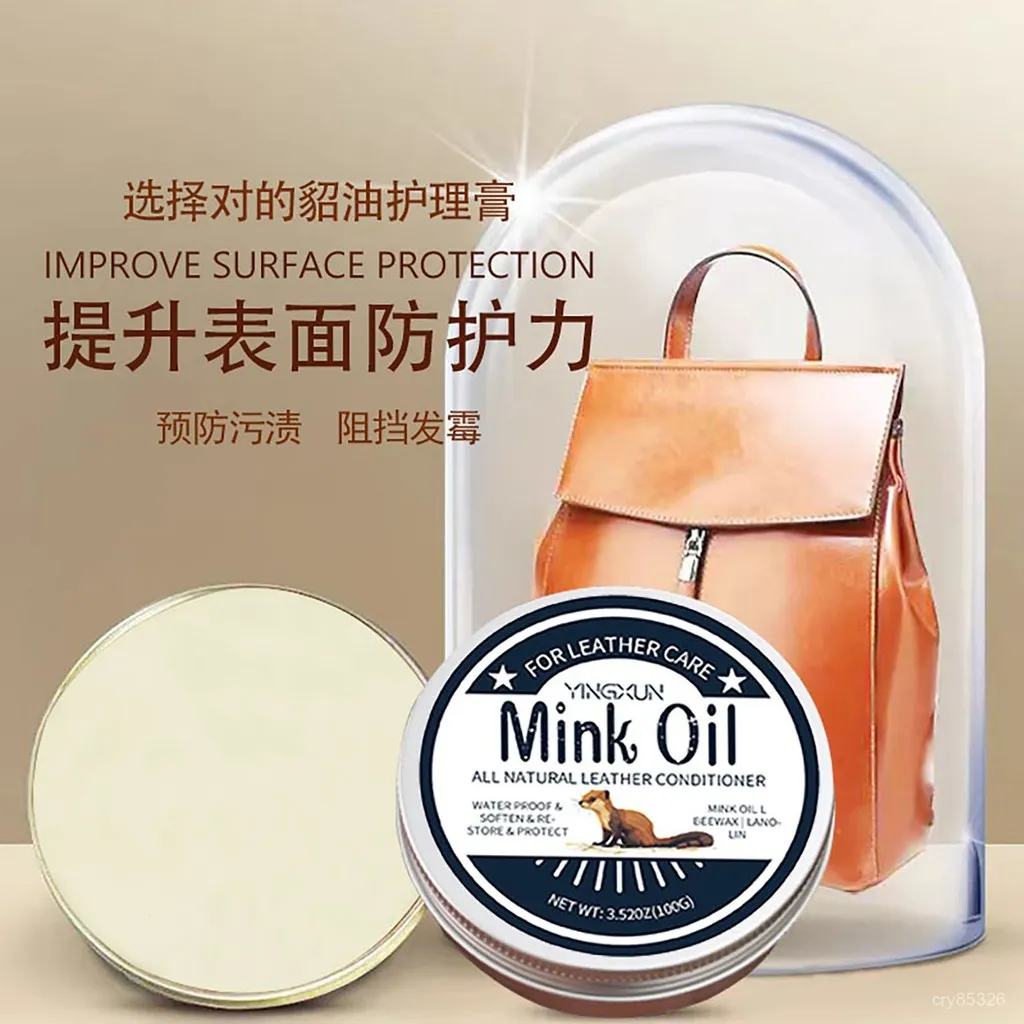 选择对的貂油护理膏
IMPROVE SURFACE PROTECTION
提升表面防护力
预防污渍 阻挡发霉
FOR LEATHER CARE
YINGXUN
Mink Oil
ALL NATURAL LEATHER CONDITIONER
WATER PROOF &
SOFTEN & RE-
STORE & PROTECT
MINK OIL L
BEEWAX | LANO-
LIN
NET WT: 3.52OZ(100G)
cry85326